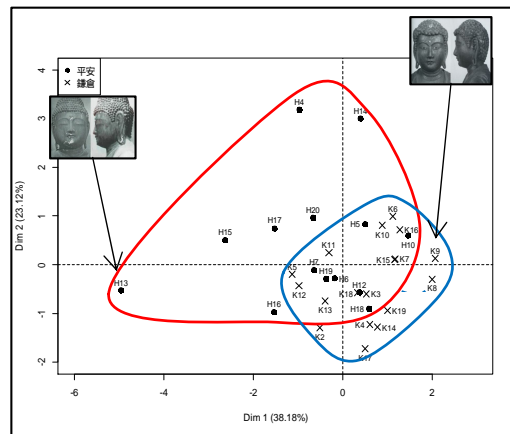 平安
鎌倉
H4
H14
H20
H17
H5
K6
K16
K10
H10
H15
K11
K9
H7
K15
K7
K5
H19
H6
K8
H13
K12
K18
H12
K3
K13
H16
H18
K19
K2
K4
K14
K17
4
3
2
1
0
-1
-2
-6
-4
-2
0
2
Dim 2 (23.12%)
Dim 1 (38.18%)